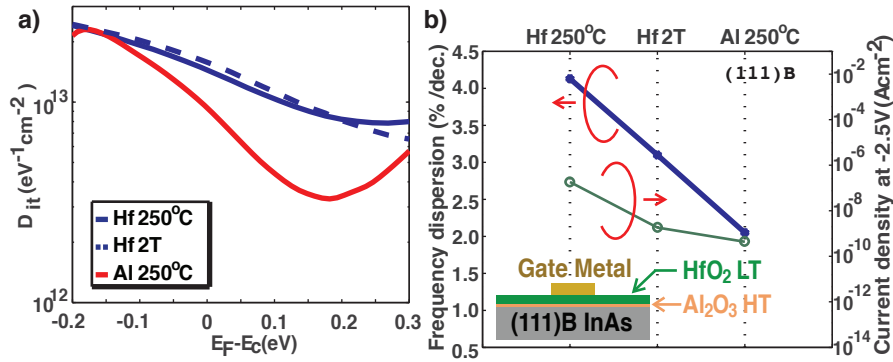 a)
D_it (eV⁻¹cm⁻²)
10¹³
10¹²
Hf 250°C
Hf 2T
Al 250°C
-0.2 -0.1 0 0.1 0.2 0.3
E_F-E_C(eV)
b)
Hf 250°C Hf 2T Al 250°C
(111)B
Frequency dispersion (% /dec.)
4.5
4.0
3.5
3.0
2.5
2.0
1.5
1.0
0.5
Current density at -2.5V(Acm⁻²)
10⁻²
10⁻⁴
10⁻⁶
10⁻⁸
10⁻¹⁰
10⁻¹²
10⁻¹⁴
Gate Metal
HfO₂ LT
Al₂O₃ HT
(111)B InAs